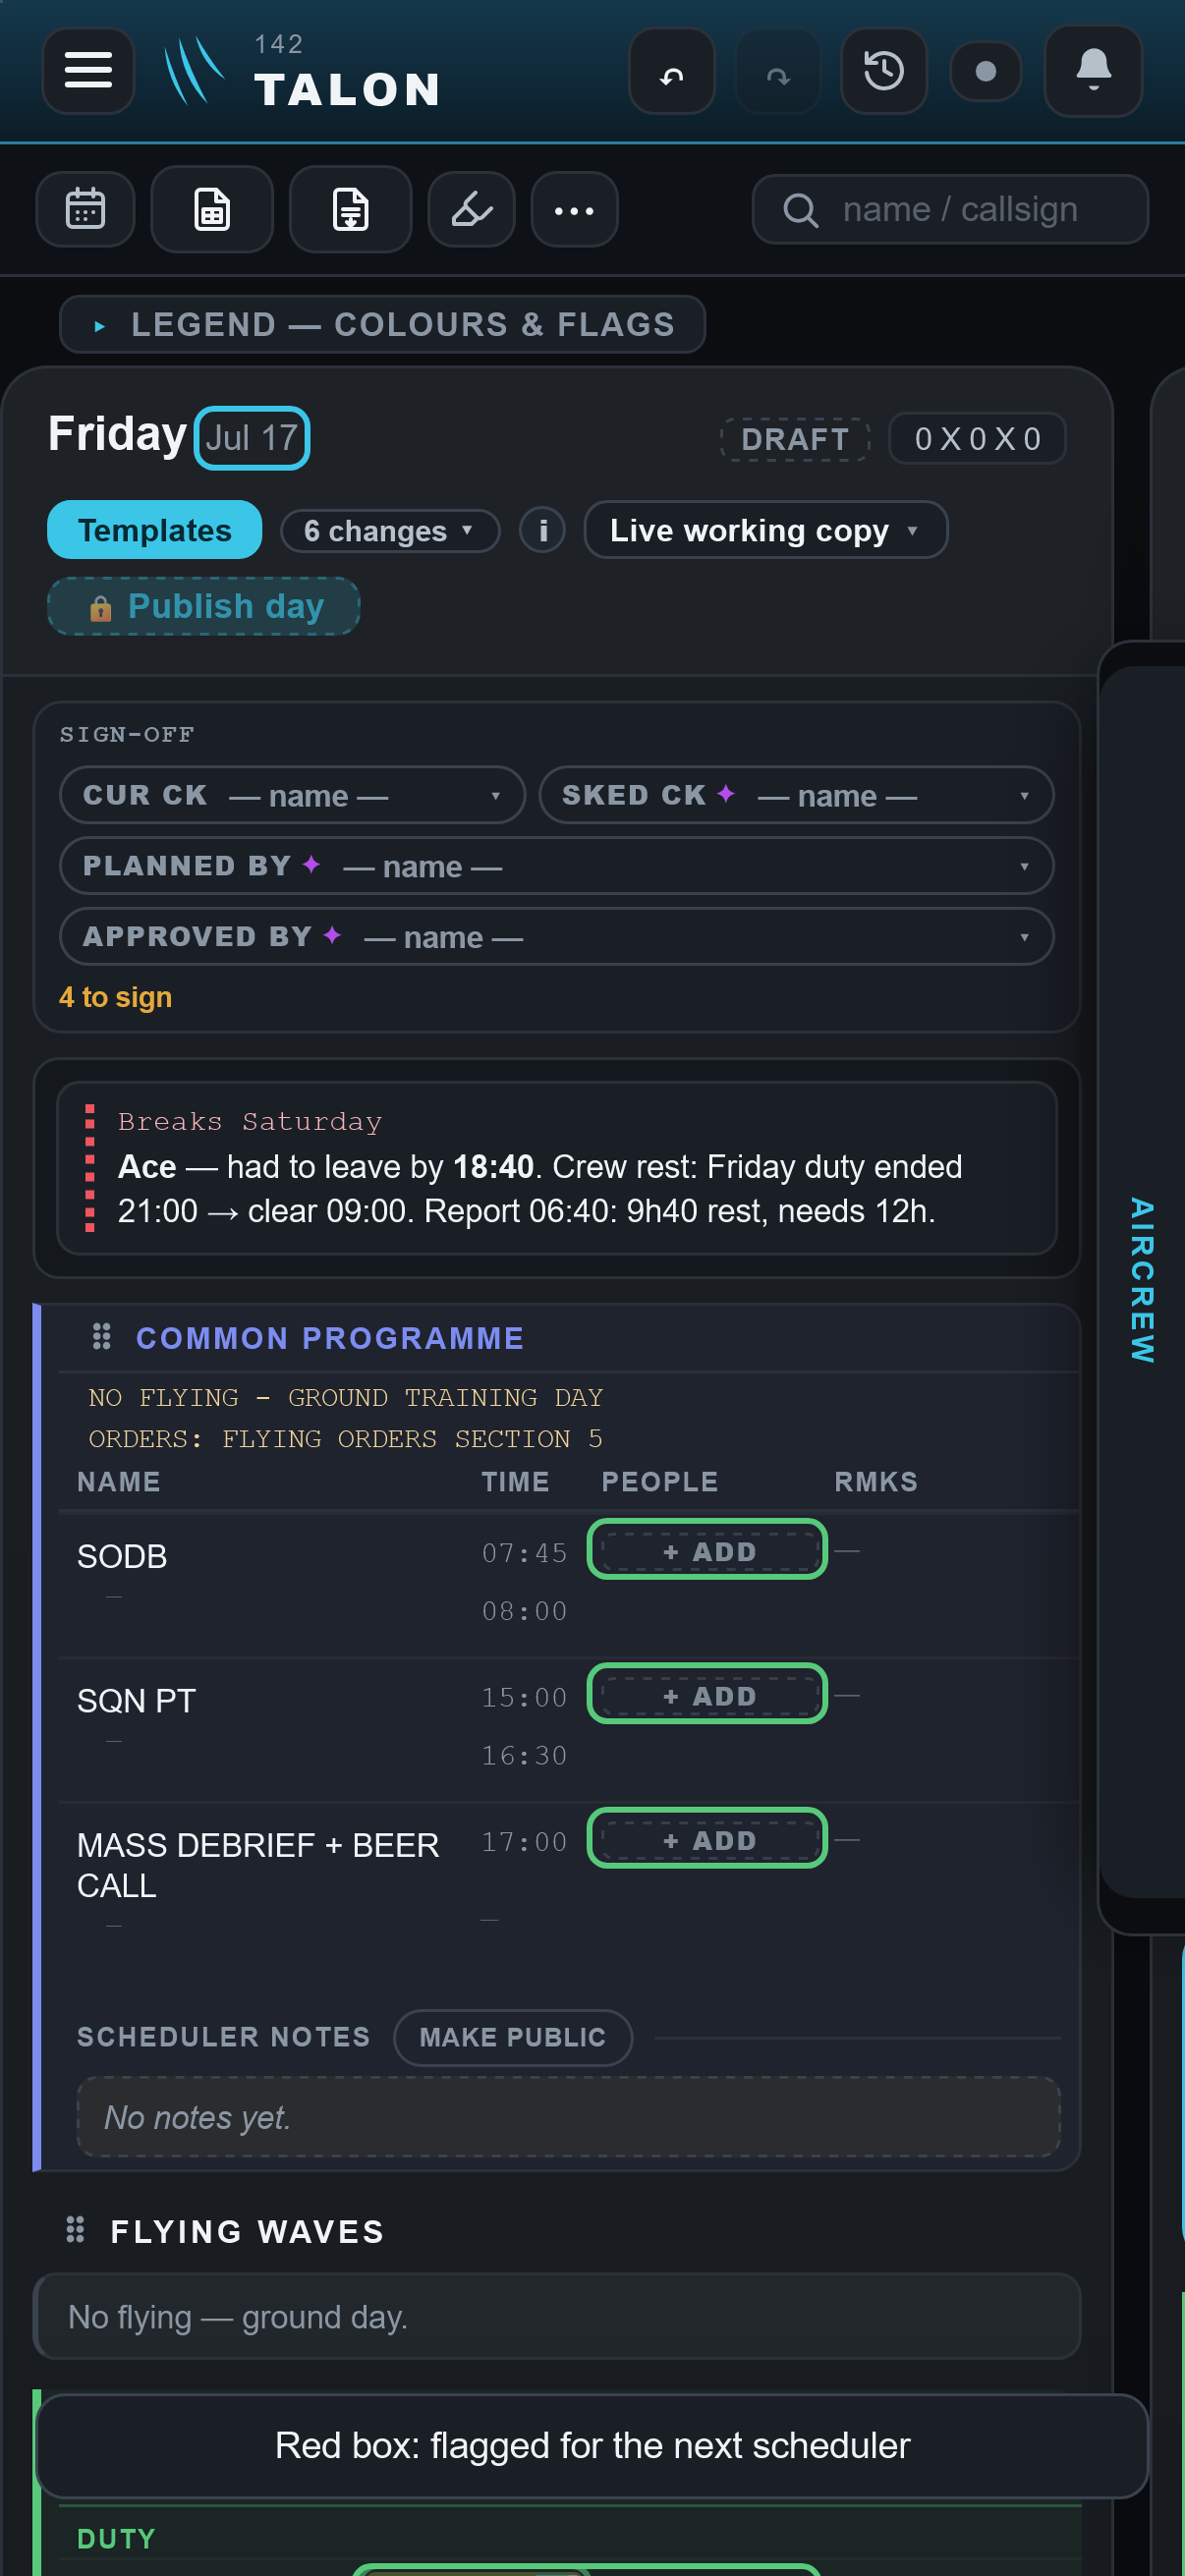 142
TALON
name / callsign
▸ LEGEND — COLOURS & FLAGS
Friday Jul 17 DRAFT 0 X 0 X 0
Templates 6 changes ▾ i Live working copy ▾
🔒 Publish day
SIGN-OFF
CUR CK — name — ▾ SKED CK ✦ — name — ▾
PLANNED BY ✦ — name — ▾
APPROVED BY ✦ — name — ▾
4 to sign
Breaks Saturday
Ace — had to leave by 18:40. Crew rest: Friday duty ended
21:00 → clear 09:00. Report 06:40: 9h40 rest, needs 12h.
AIRCREW
COMMON PROGRAMME
NO FLYING - GROUND TRAINING DAY
ORDERS: FLYING ORDERS SECTION 5
NAME TIME PEOPLE RMKS
SODB 07:45 + ADD —
— 08:00
SQN PT 15:00 + ADD —
— 16:30
MASS DEBRIEF + BEER 17:00 + ADD —
CALL
— —
SCHEDULER NOTES MAKE PUBLIC
No notes yet.
FLYING WAVES
No flying — ground day.
Red box: flagged for the next scheduler
DUTY